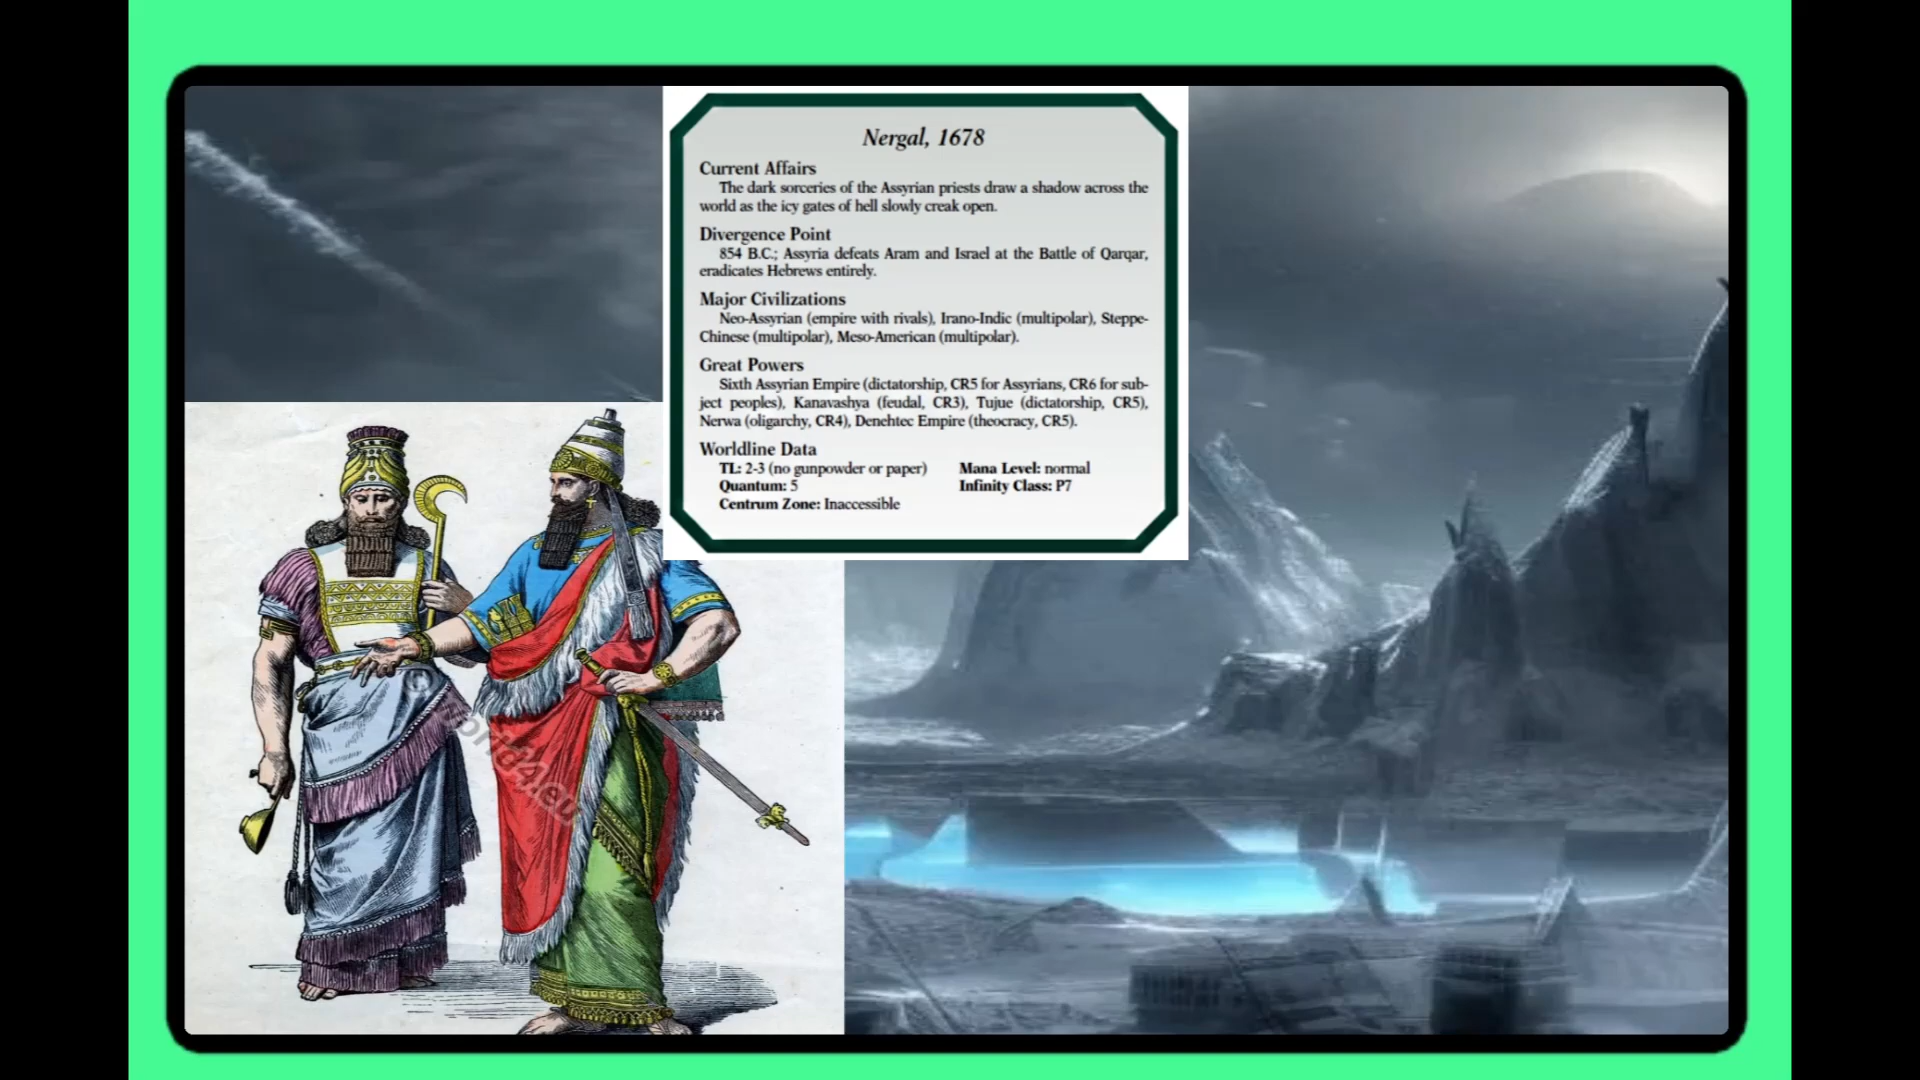 Nergal, 1678
Current Affairs
The dark sorceries of the Assyrian priests draw a shadow across the
world as the icy gates of hell slowly creak open.
Divergence Point
854 B.C.; Assyria defeats Aram and Israel at the Battle of Qarqar,
eradicates Hebrews entirely.
Major Civilizations
Neo-Assyrian (empire with rivals), Irano-Indic (multipolar), Steppe-
Chinese (multipolar), Meso-American (multipolar).
Great Powers
Sixth Assyrian Empire (dictatorship, CR5 for Assyrians, CR6 for sub-
ject peoples), Kanavashya (feudal, CR3), Tujue (dictatorship, CR5),
Nerwa (oligarchy, CR4), Denehtec Empire (theocracy, CR5).
Worldline Data
TL: 2-3 (no gunpowder or paper) Mana Level: normal
Quantum: 5 Infinity Class: P7
Centrum Zone: Inaccessible